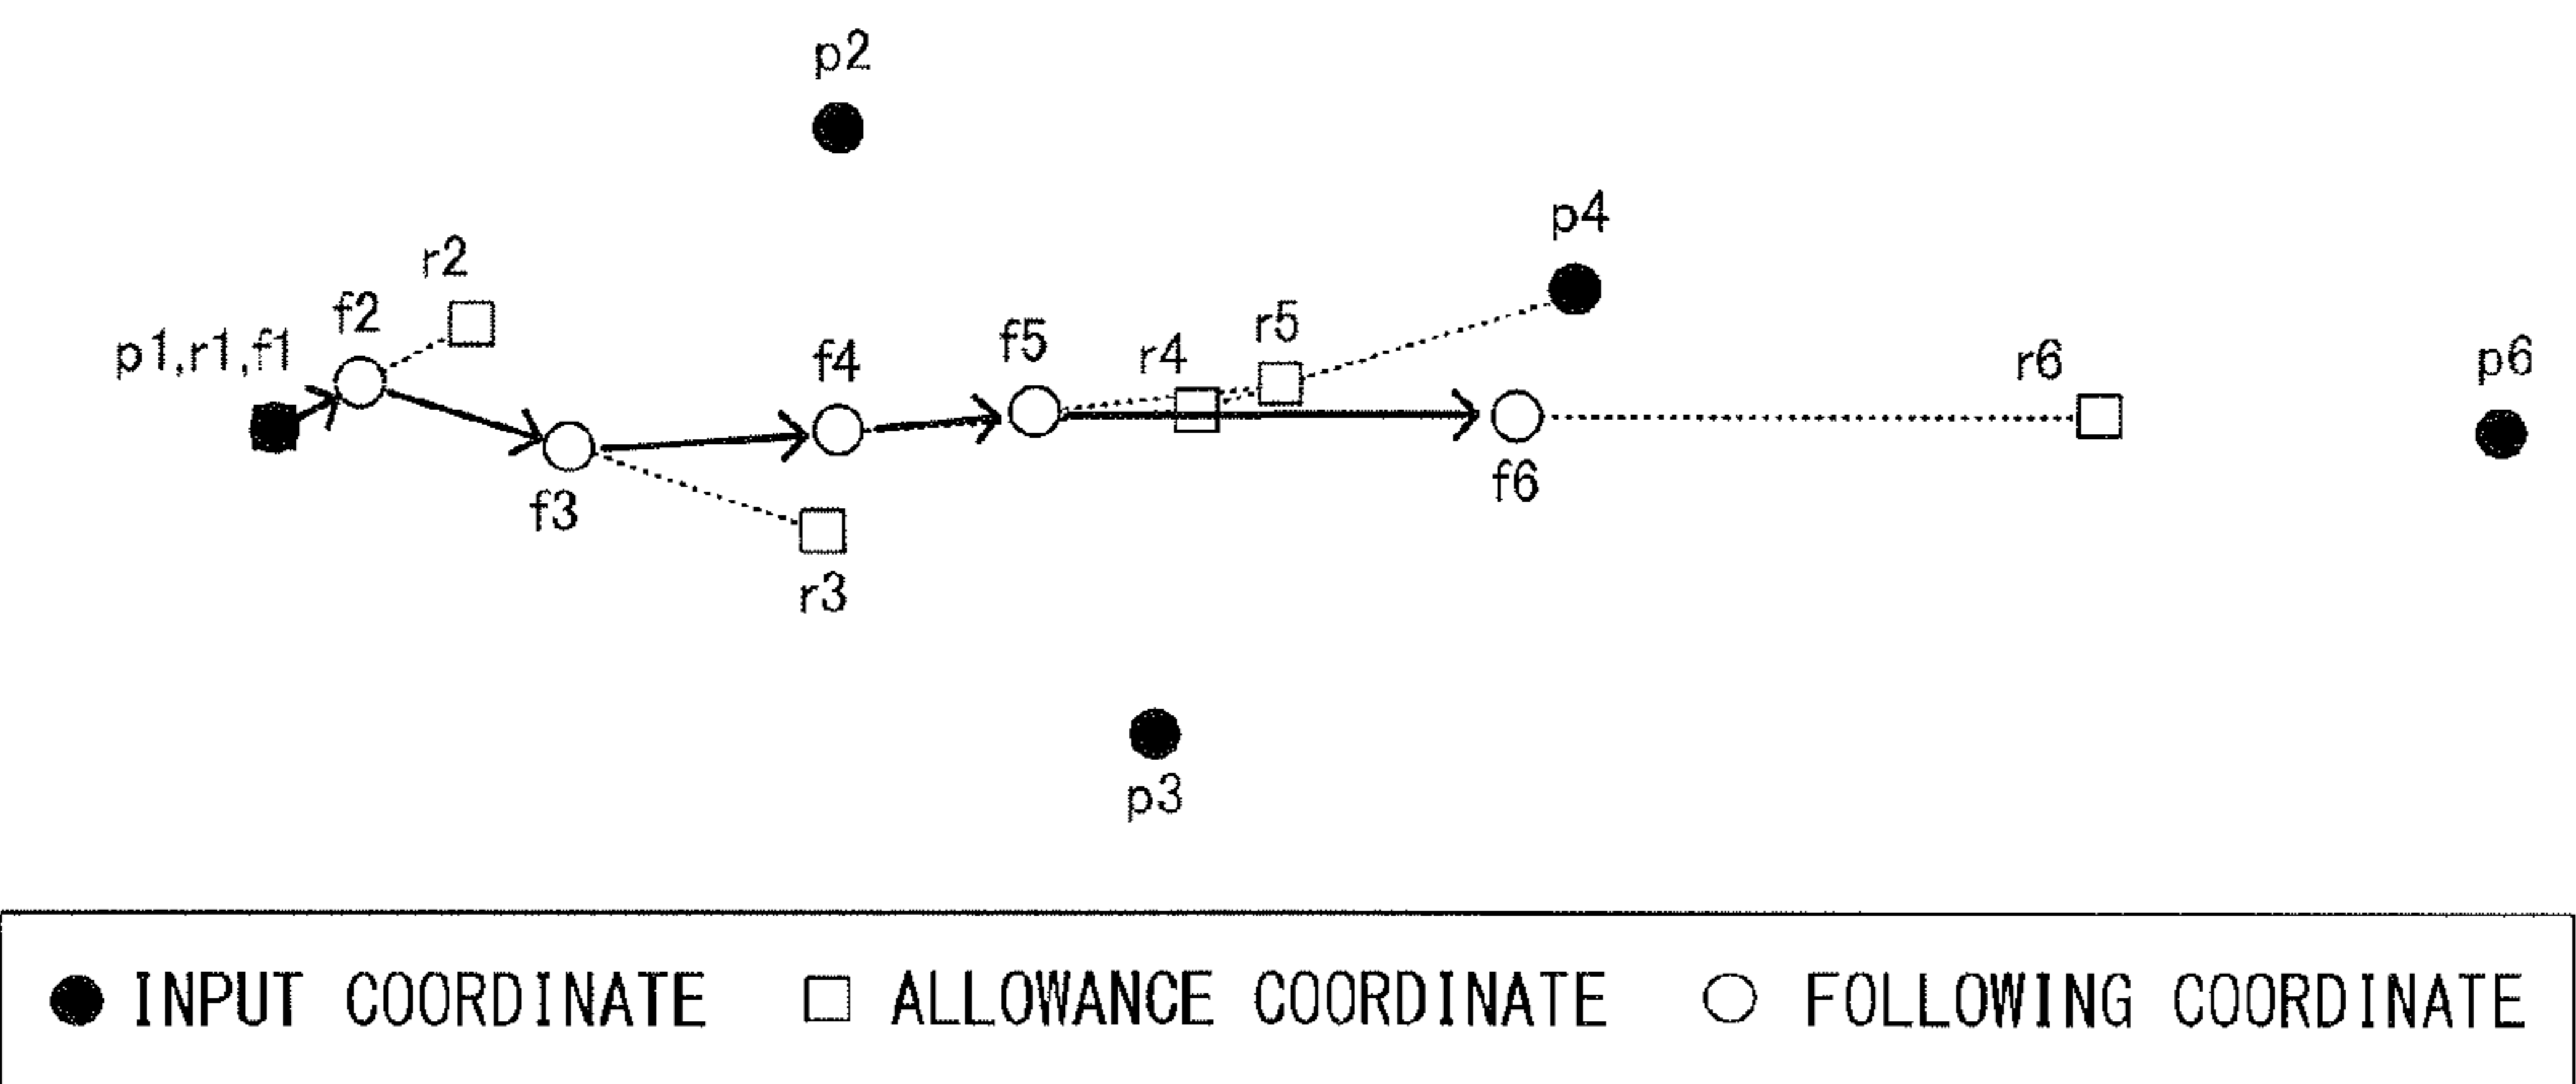 p2
p4
r2
f2
r5
p1,r1,f1
f5
r4
f4
r6
p6
f3
f6
r3
p3
INPUT COORDINATE ALLOWANCE COORDINATE FOLLOWING COORDINATE